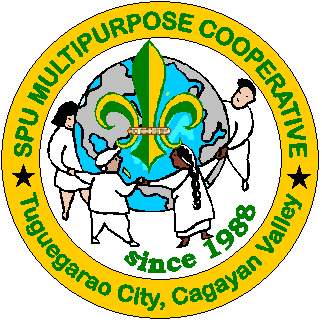 SPU MULTIPURPOSE COOPERATIVE
since 1988
Tuguegarao City, Cagayan Valley